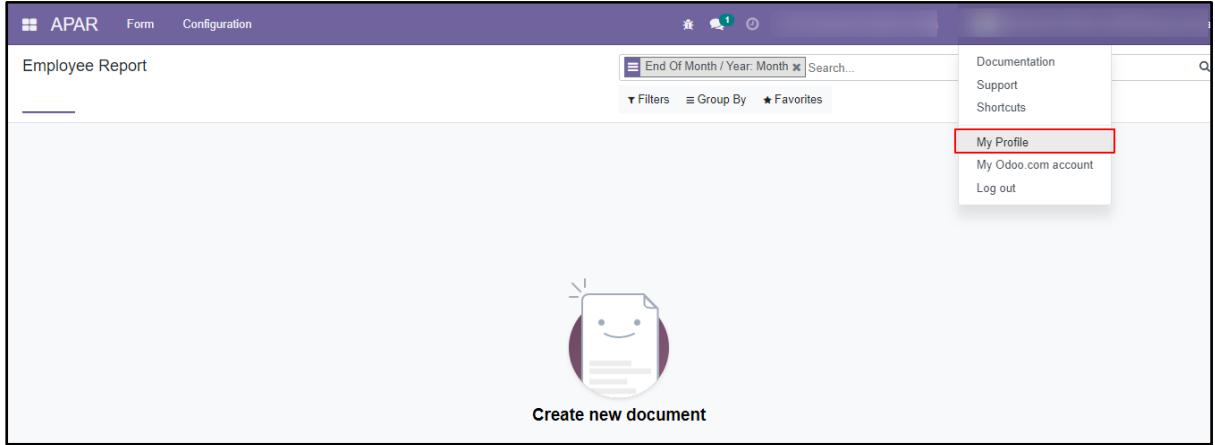 APAR Form Configuration 1
Employee Report
End Of Month / Year: Month Search...
Filters Group By Favorites
Documentation
Support
Shortcuts
My Profile
My Odoo.com account
Log out
Create new document